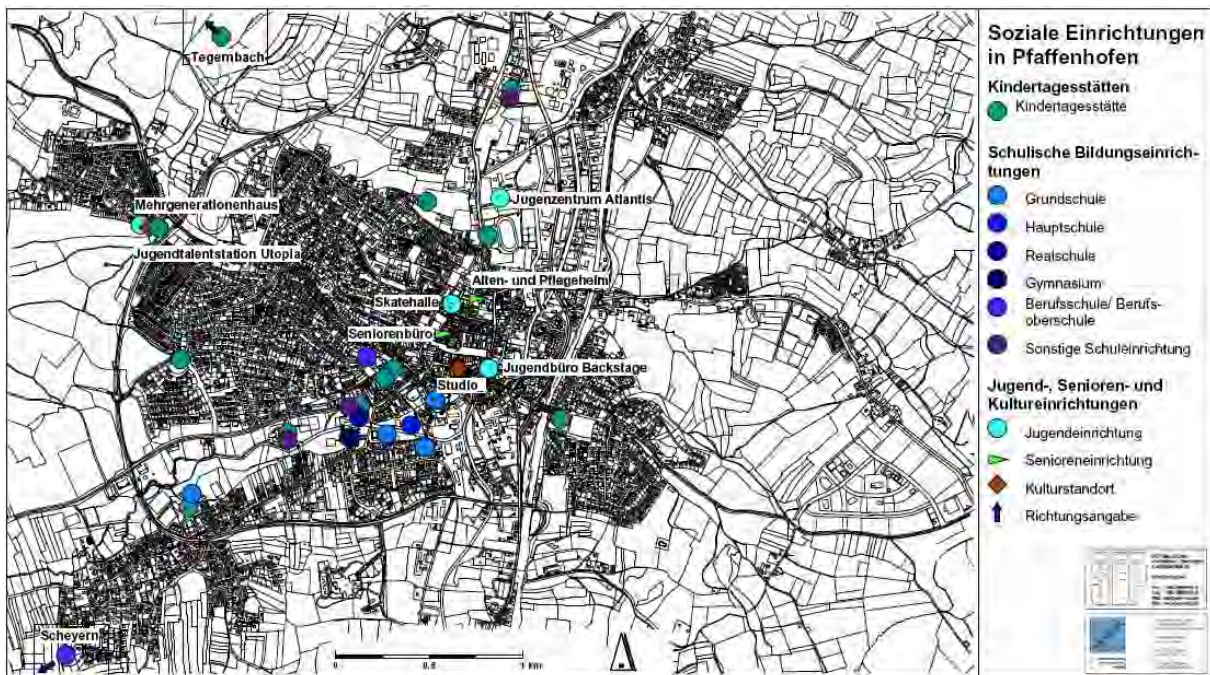 Soziale Einrichtungen
in Pfaffenhofen
Kindertagesstätten
Kindertagesstätte
Schulische Bildungseinrich-
tungen
Grundschule
Hauptschule
Realschule
Gymnasium
Berufsschule/ Berufs-
oberschule
Sonstige Schuleinrichtung
Jugend-, Senioren- und
Kultureinrichtungen
Jugendeinrichtung
Senioreneinrichtung
Kulturstandort
Richtungsangabe
Tegernbach
Mehrgenerationenhaus
Jugenzentrum Atlantis
Jugendtalentstation Utopia
Alten- und Pflegeheim
Skatehalle
Seniorenbüro
Jugendbüro Backstage
Studio
Scheyern
0 0,5 1 Km